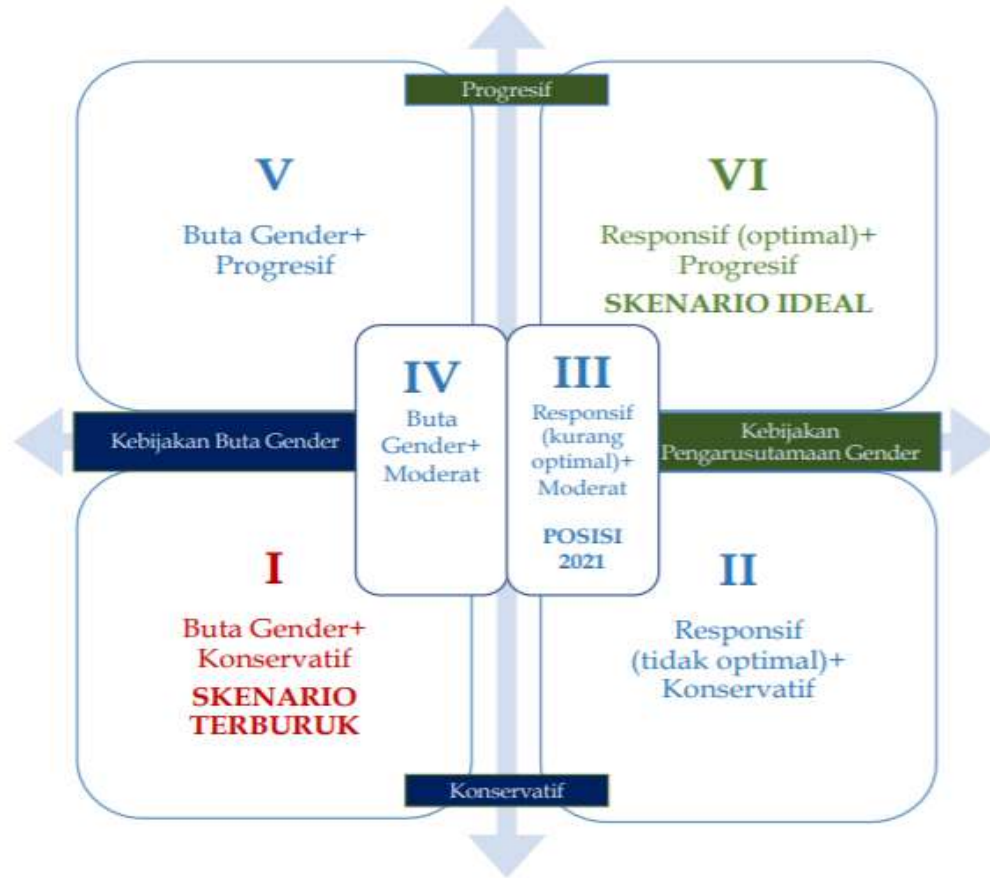 Progresif
V
Buta Gender+
Progresif
VI
Responsif (optimal)+
Progresif
SKENARIO IDEAL
IV
Buta
Gender+
Moderat
III
Responsif
(kurang
optimal)+
Moderat
POSISI
2021
Kebijakan Buta Gender
Kebijakan
Pengarusutamaan Gender
I
Buta Gender+
Konservatif
SKENARIO
TERBURUK
II
Responsif
(tidak optimal)+
Konservatif
Konservatif